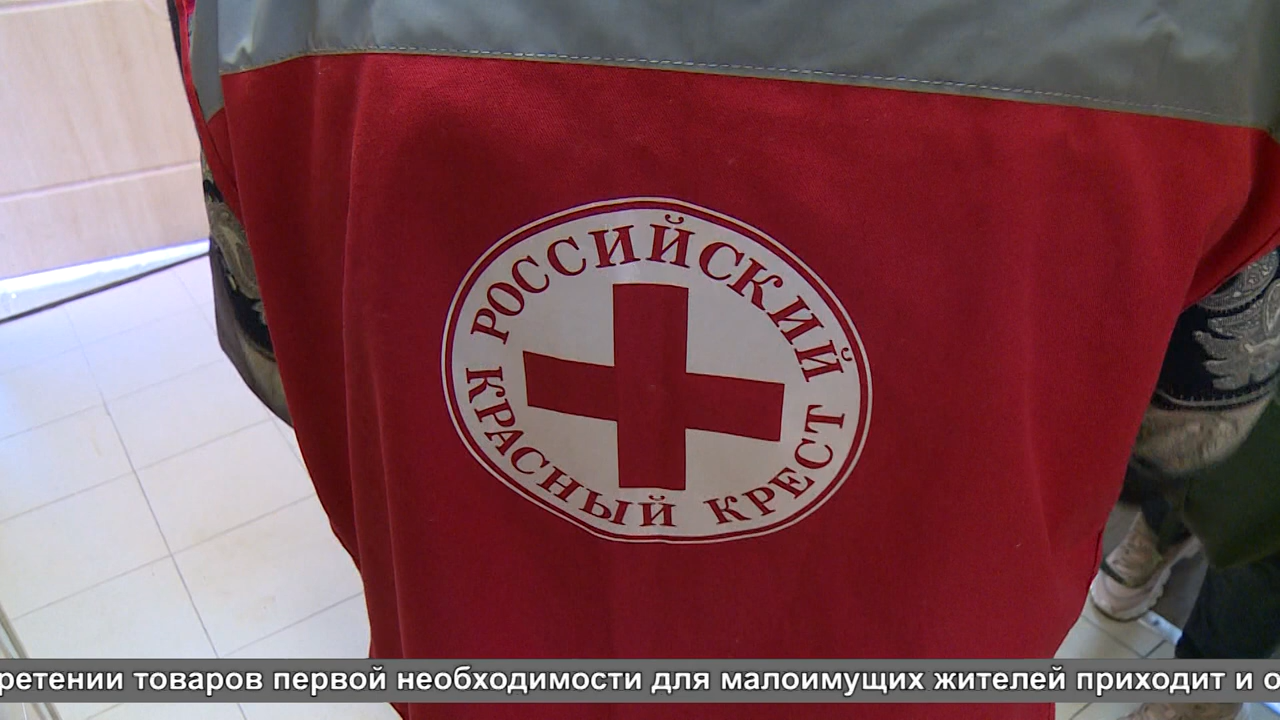 РОССИЙСКИЙ
КРАСНЫЙ КРЕСТ
ретении товаров первой необходимости для малоимущих жителей приходит и о